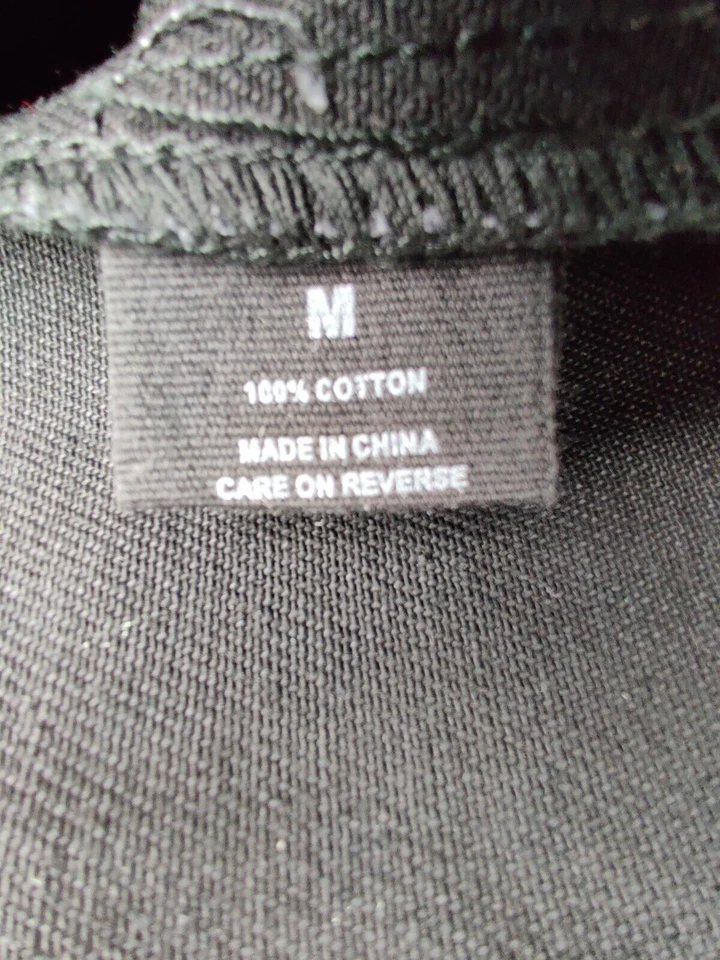 M
100% COTTON
MADE IN CHINA
CARE ON REVERSE